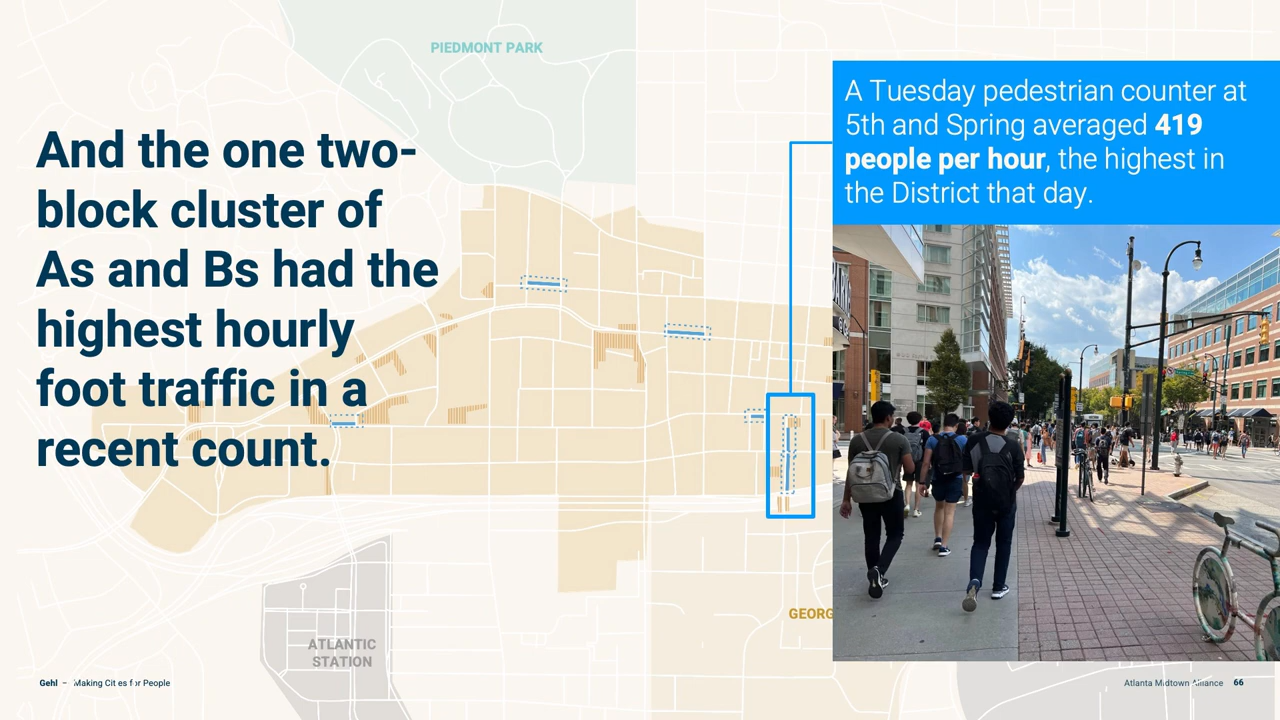 PIEDMONT PARK
And the one two-
block cluster of
As and Bs had the
highest hourly
foot traffic in a
recent count.
A Tuesday pedestrian counter at
5th and Spring averaged 419
people per hour, the highest in
the District that day.
GEORG
ATLANTIC
STATION
Gehl – Making Cities for People
Atlanta Midtown Alliance 66